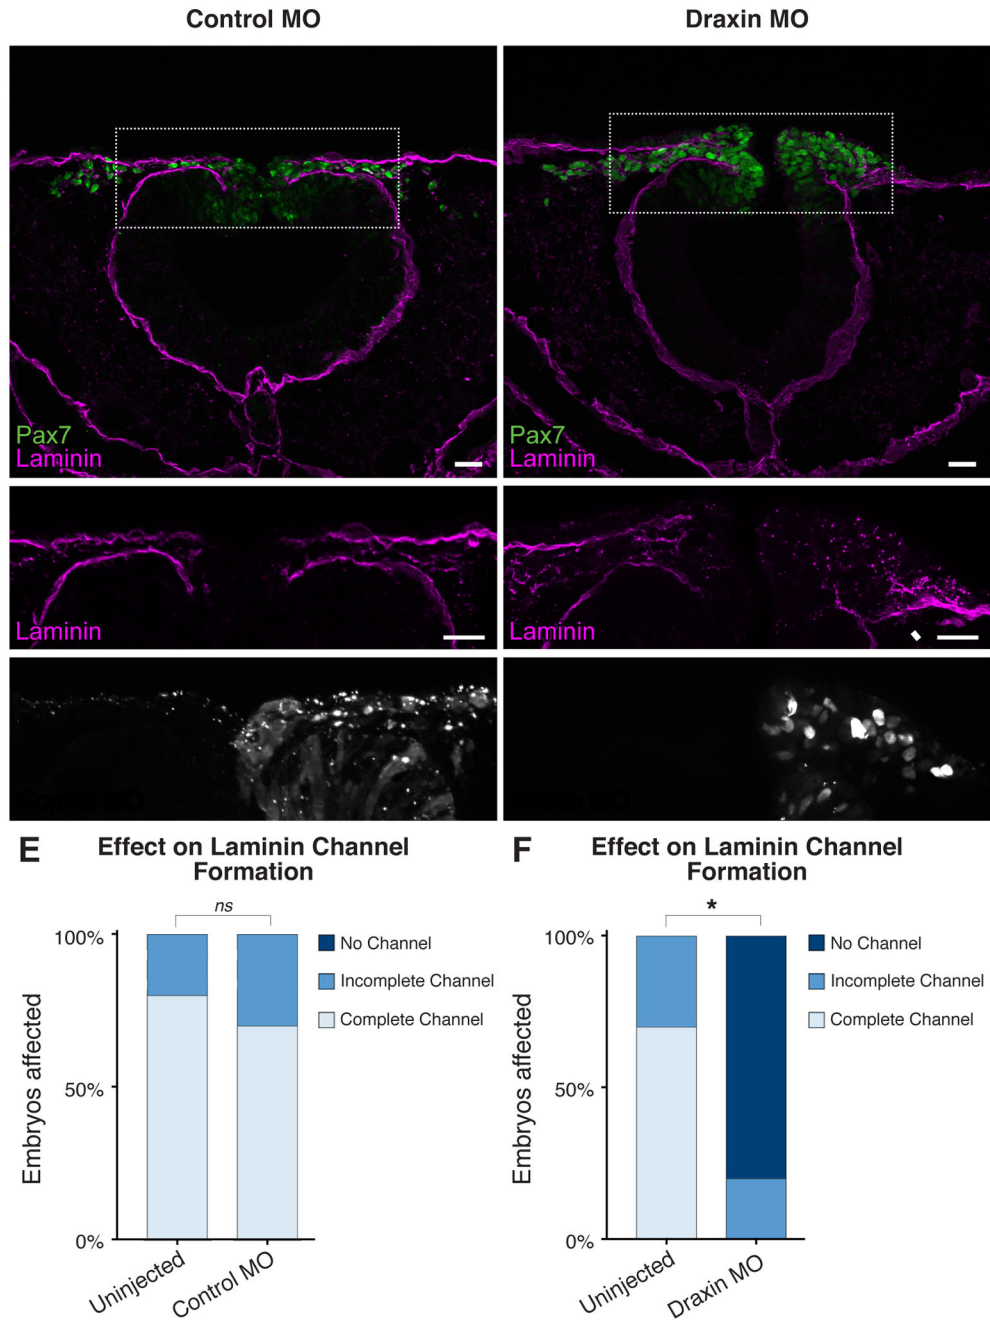 Control MO
Draxin MO
Pax7
Laminin
Pax7
Laminin
Laminin
Laminin
E
Effect on Laminin Channel
Formation
ns
100%
50%
0%
Embryos affected
No Channel
Incomplete Channel
Complete Channel
Uninjected
Control MO
F
Effect on Laminin Channel
Formation
*
100%
50%
0%
Embryos affected
No Channel
Incomplete Channel
Complete Channel
Uninjected
Draxin MO